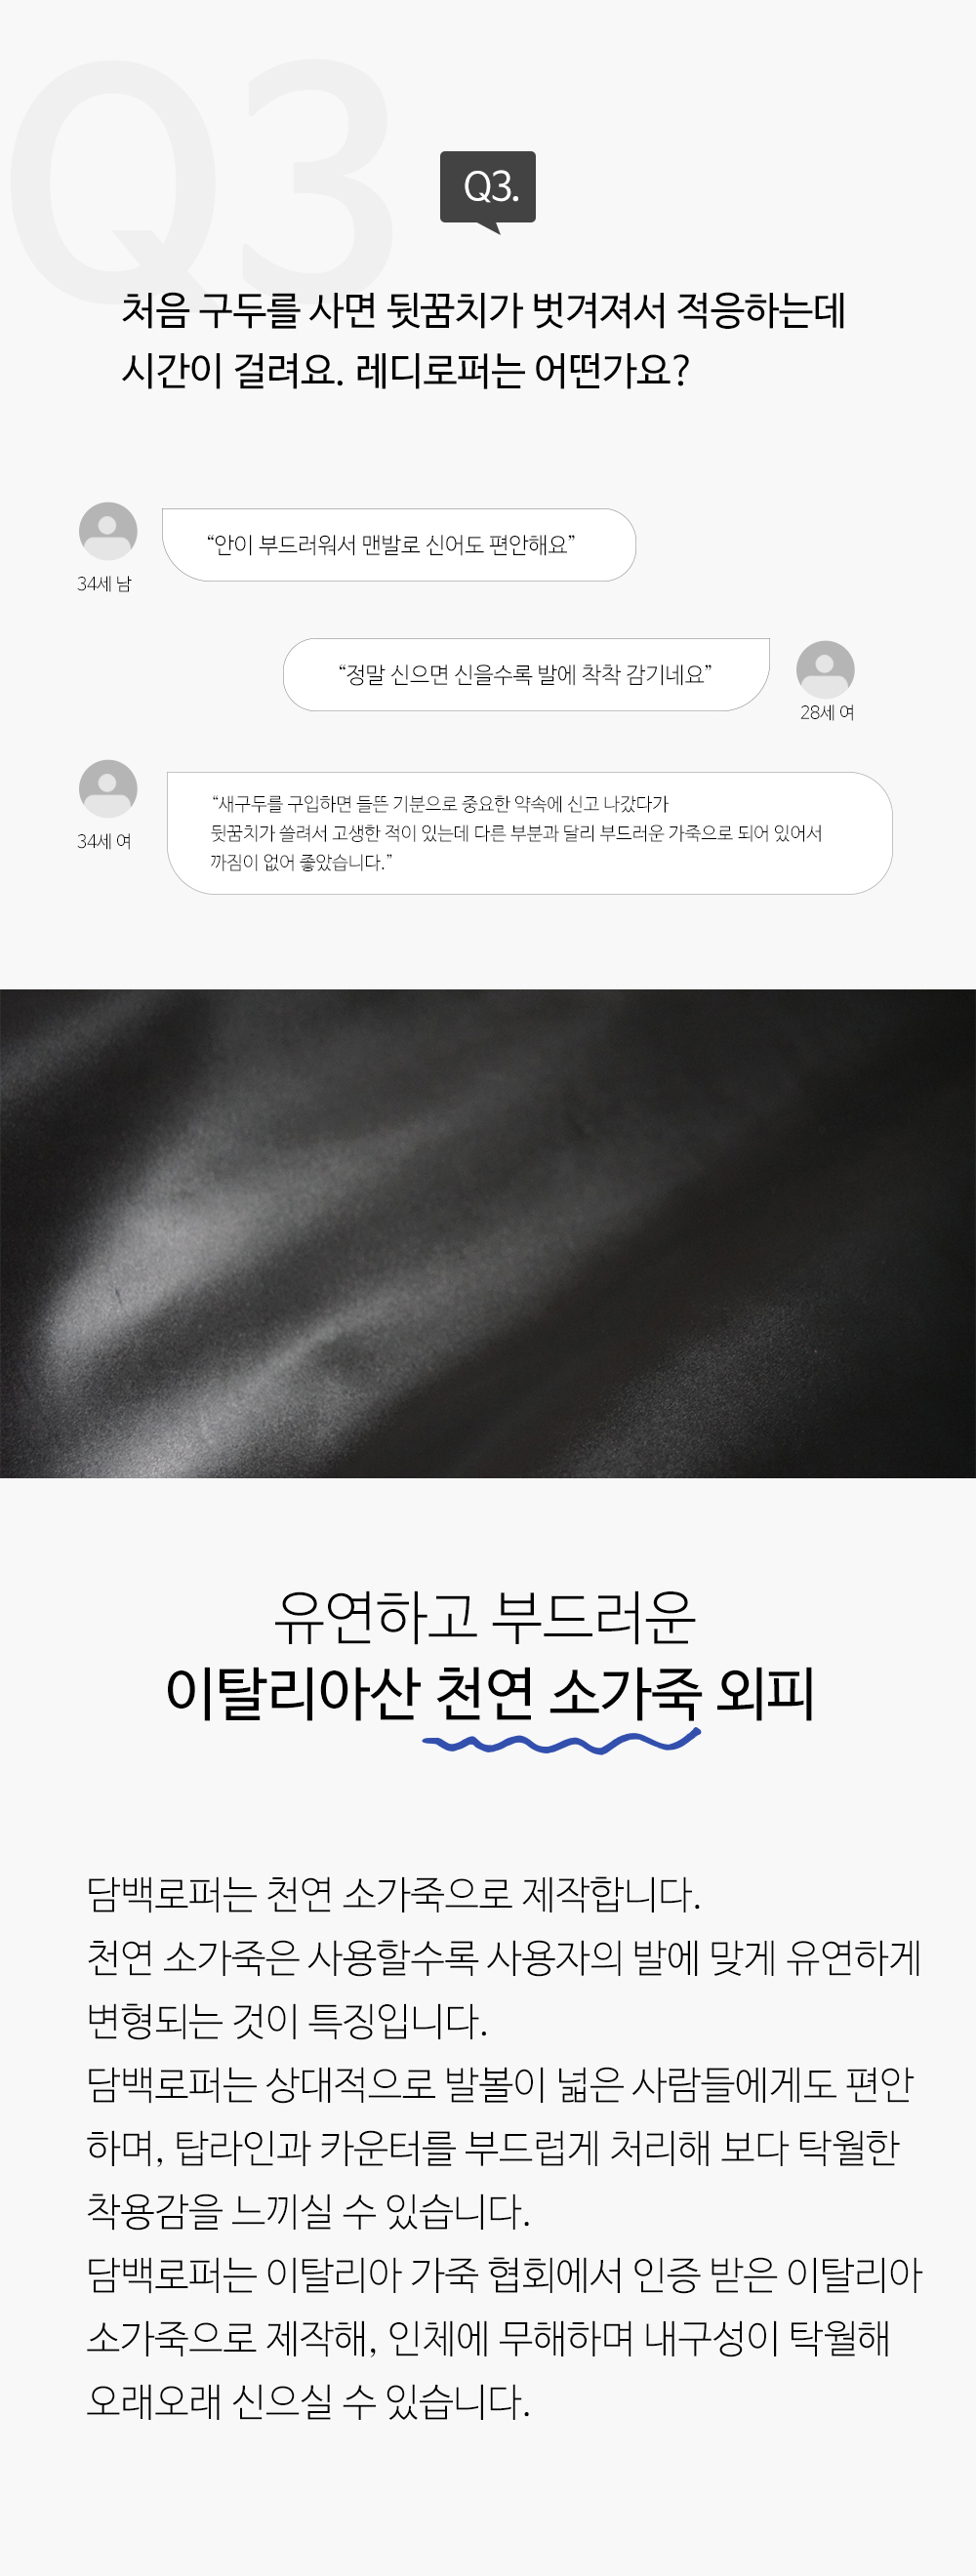 Q3
Q3.
처음 구두를 사면 뒷꿈치가 벗겨져서 적응하는데
시간이 걸려요. 레디로퍼는 어떤가요?
“안이 부드러워서 맨발로 신어도 편안해요”
34세 남
“정말 신으면 신을수록 발에 착착 감기네요”
28세 여
“새구두를 구입하면 들뜬 기분으로 중요한 약속에 신고 나갔다가
뒷꿈치가 쓸려서 고생한 적이 있는데 다른 부분과 달리 부드러운 가죽으로 되어 있어서
까짐이 없어 좋았습니다.”
34세 여
유연하고 부드러운
이탈리아산 천연 소가죽 외피
담백로퍼는 천연 소가죽으로 제작합니다.
천연 소가죽은 사용할수록 사용자의 발에 맞게 유연하게
변형되는 것이 특징입니다.
담백로퍼는 상대적으로 발볼이 넓은 사람들에게도 편안
하며, 탑라인과 카운터를 부드럽게 처리해 보다 탁월한
착용감을 느끼실 수 있습니다.
담백로퍼는 이탈리아 가죽 협회에서 인증 받은 이탈리아
소가죽으로 제작해, 인체에 무해하며 내구성이 탁월해
오래오래 신으실 수 있습니다.